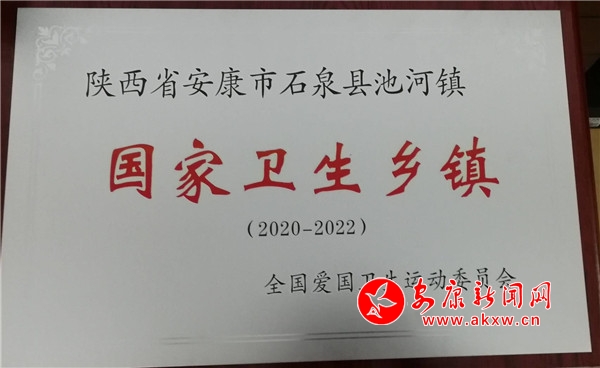 陕西省安康市石泉县池河镇
国家卫生乡镇
(2020-2022)
全国爱国卫生运动委员会
安康新闻网
www.akxw.cn